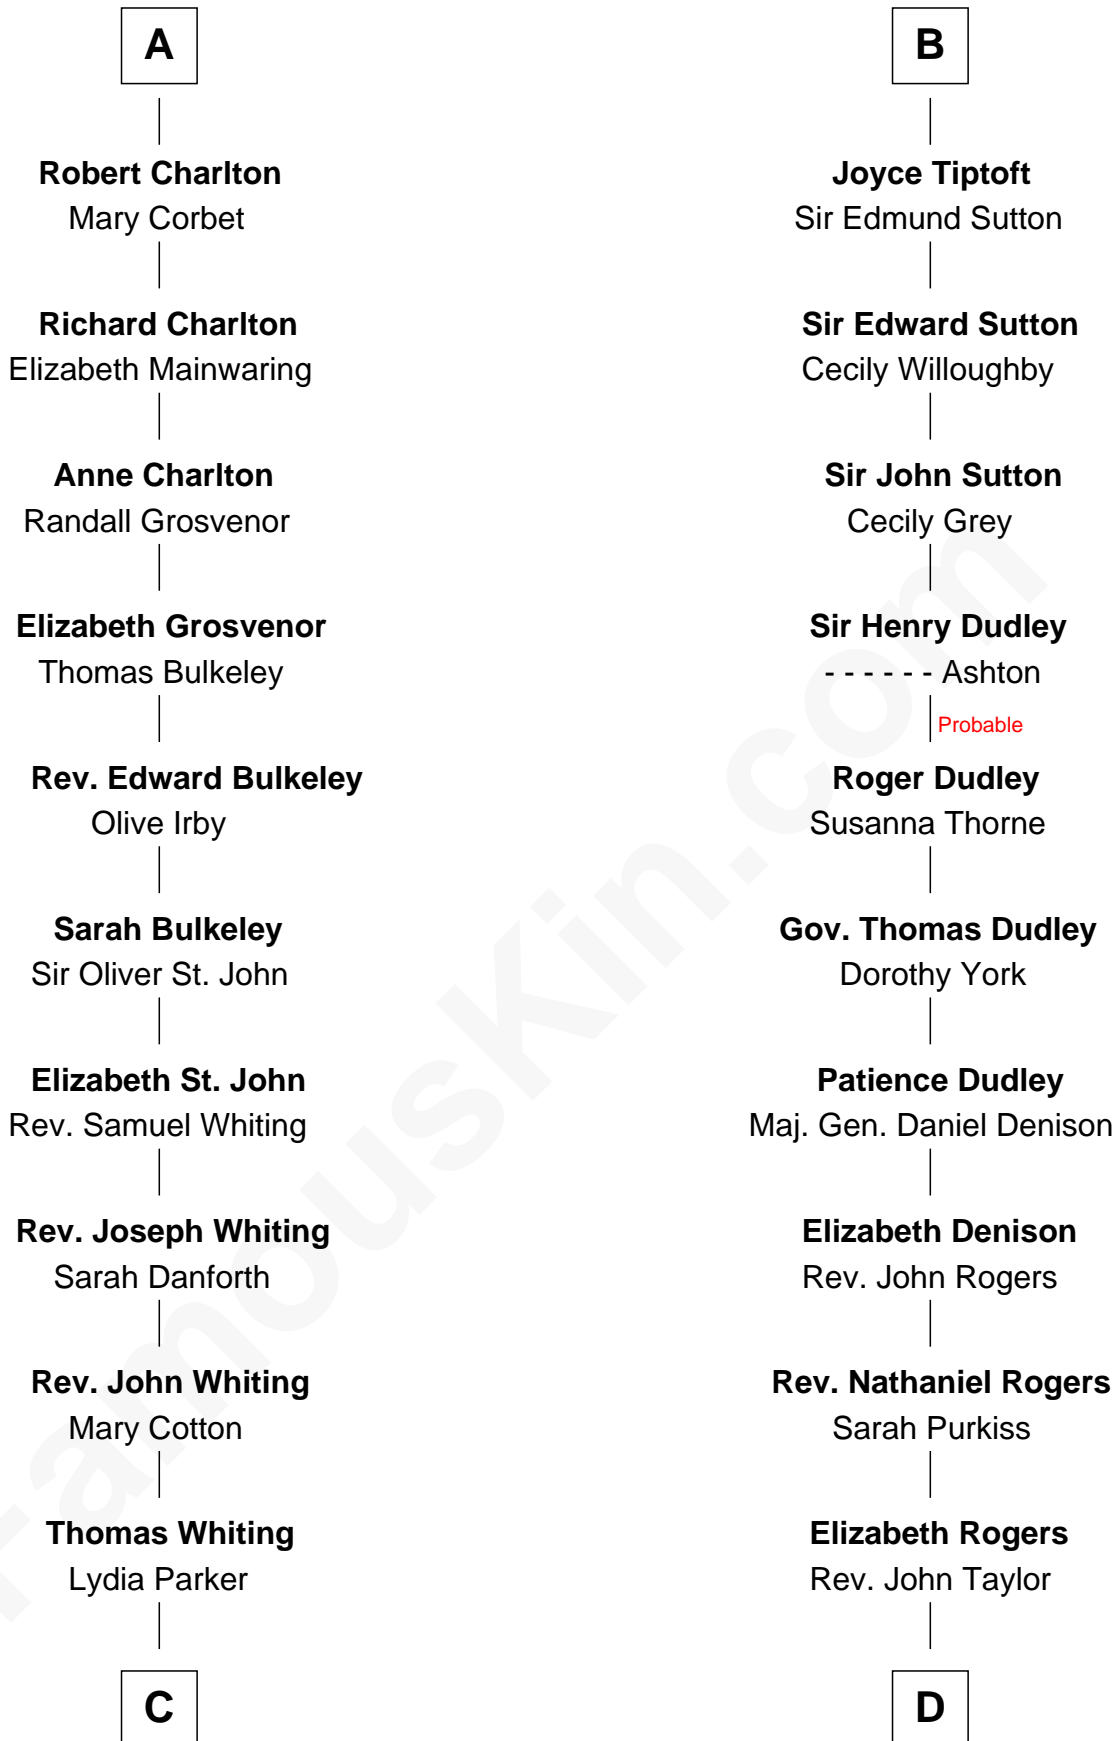 A
Robert Charlton
Mary Corbet
Richard Charlton
Elizabeth Mainwaring
Anne Charlton
Randall Grosvenor
Elizabeth Grosvenor
Thomas Bulkeley
Rev. Edward Bulkeley
Olive Irby
Sarah Bulkeley
Sir Oliver St. John
Elizabeth St. John
Rev. Samuel Whiting
Rev. Joseph Whiting
Sarah Danforth
Rev. John Whiting
Mary Cotton
Thomas Whiting
Lydia Parker
C
B
Joyce Tiptoft
Sir Edmund Sutton
Sir Edward Sutton
Cecily Willoughby
Sir John Sutton
Cecily Grey
Sir Henry Dudley
- - - - - - Ashton
Probable
Roger Dudley
Susanna Thorne
Gov. Thomas Dudley
Dorothy York
Patience Dudley
Maj. Gen. Daniel Denison
Elizabeth Denison
Rev. John Rogers
Rev. Nathaniel Rogers
Sarah Purkiss
Elizabeth Rogers
Rev. John Taylor
D
FamousKin.com